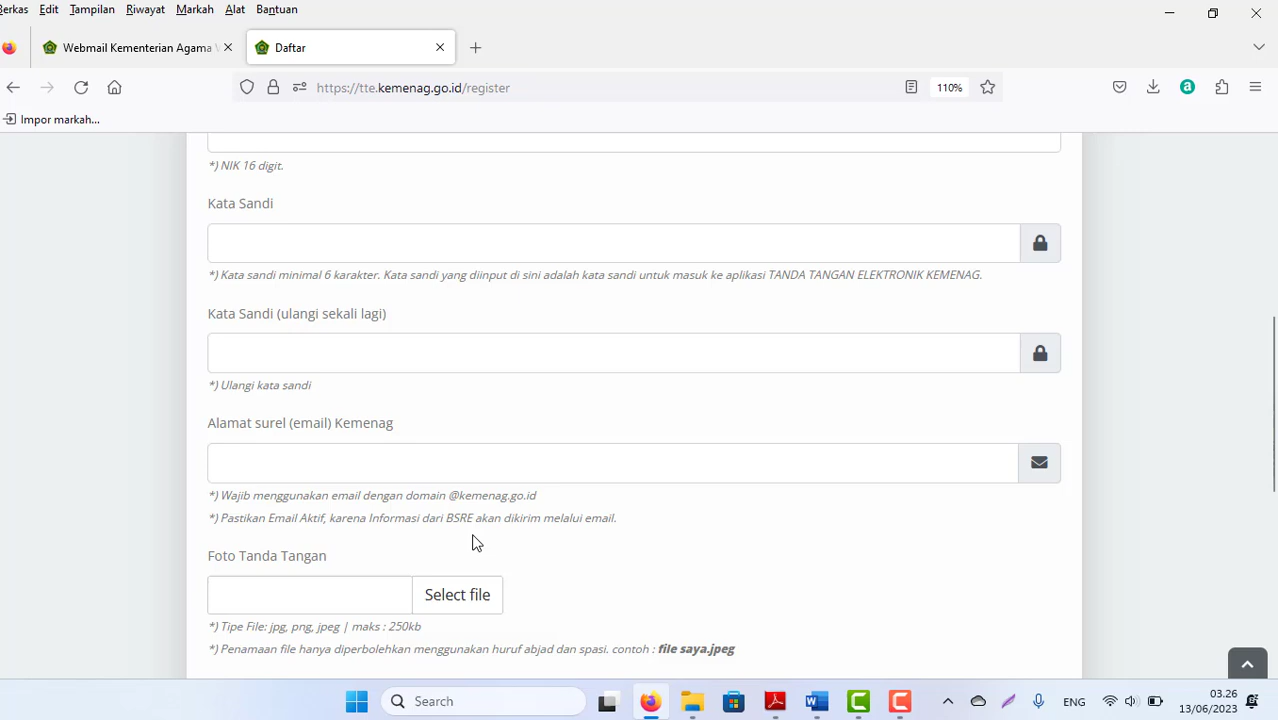 Berkas Edit Tampilan Riwayat Markah Alat Bantuan
Webmail Kementerian Agama
Daftar
https://tte.kemenag.go.id/register
110%
Impor markah...
*) NIK 16 digit.
Kata Sandi
*) Kata sandi minimal 6 karakter. Kata sandi yang diinput di sini adalah kata sandi untuk masuk ke aplikasi TANDA TANGAN ELEKTRONIK KEMENAG.
Kata Sandi (ulangi sekali lagi)
*) Ulangi kata sandi
Alamat surel (email) Kemenag
*) Wajib menggunakan email dengan domain @kemenag.go.id
*) Pastikan Email Aktif, karena Informasi dari BSRE akan dikirim melalui email.
Foto Tanda Tangan
Select file
*) Tipe File: jpg, png, jpeg | maks : 250kb
*) Penamaan file hanya diperbolehkan menggunakan huruf abjad dan spasi. contoh : file saya.jpeg
Search
ENG
03.26
13/06/2023